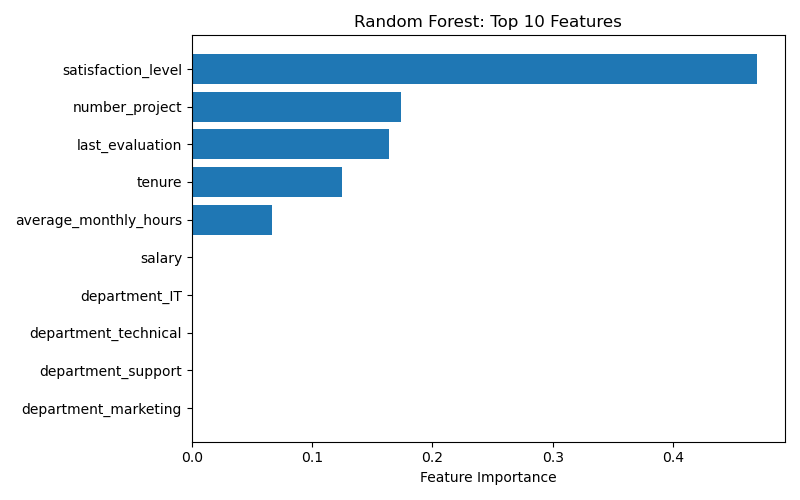 Random Forest: Top 10 Features
satisfaction_level
number_project
last_evaluation
tenure
average_monthly_hours
salary
department_IT
department_technical
department_support
department_marketing
0.0 0.1 0.2 0.3 0.4
Feature Importance